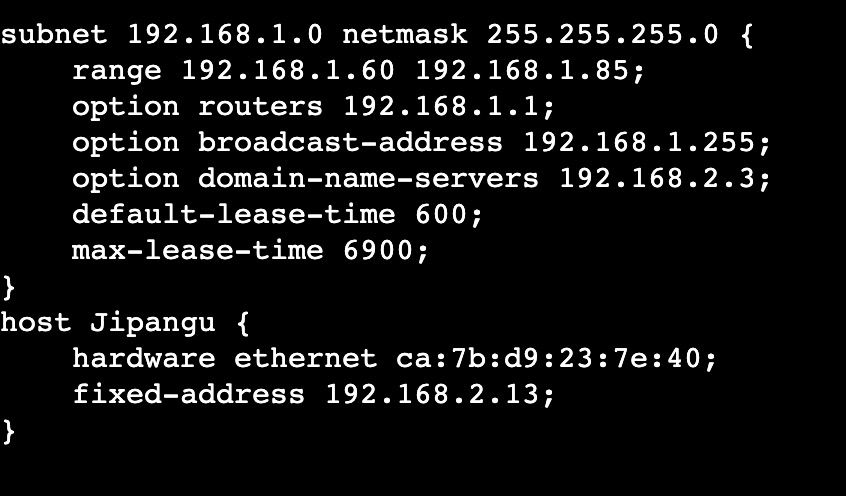 subnet 192.168.1.0 netmask 255.255.255.0 {
    range 192.168.1.60 192.168.1.85;
    option routers 192.168.1.1;
    option broadcast-address 192.168.1.255;
    option domain-name-servers 192.168.2.3;
    default-lease-time 600;
    max-lease-time 6900;
}
host Jipangu {
    hardware ethernet ca:7b:d9:23:7e:40;
    fixed-address 192.168.2.13;
}